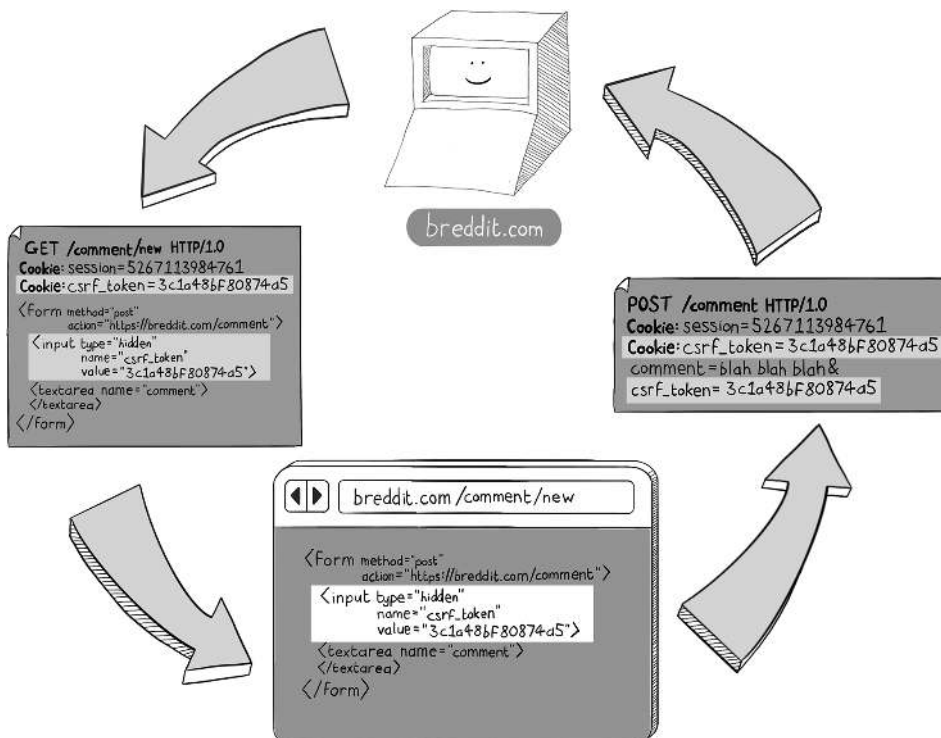 breddit.com
GET /comment/new HTTP/1.0
Cookie: session=5267113984761
Cookie: csrf_token=3c1a48bF80874a5
<Form method="post"
action="https://breddit.com/comment">
<input type="hidden"
name="csrf_token"
value="3c1a48bF80874a5">
<textarea name="comment">
</textarea>
</Form>
breddit.com/comment/new
<Form method="post"
action="https://breddit.com/comment">
<input type="hidden"
name="csrf_token"
value="3c1a48bF80874a5">
<textarea name="comment">
</textarea>
</Form>
POST /comment HTTP/1.0
Cookie: session=5267113984761
Cookie: csrf_token=3c1a48bF80874a5
comment=blah blah blah&
csrf_token=3c1a48bF80874a5